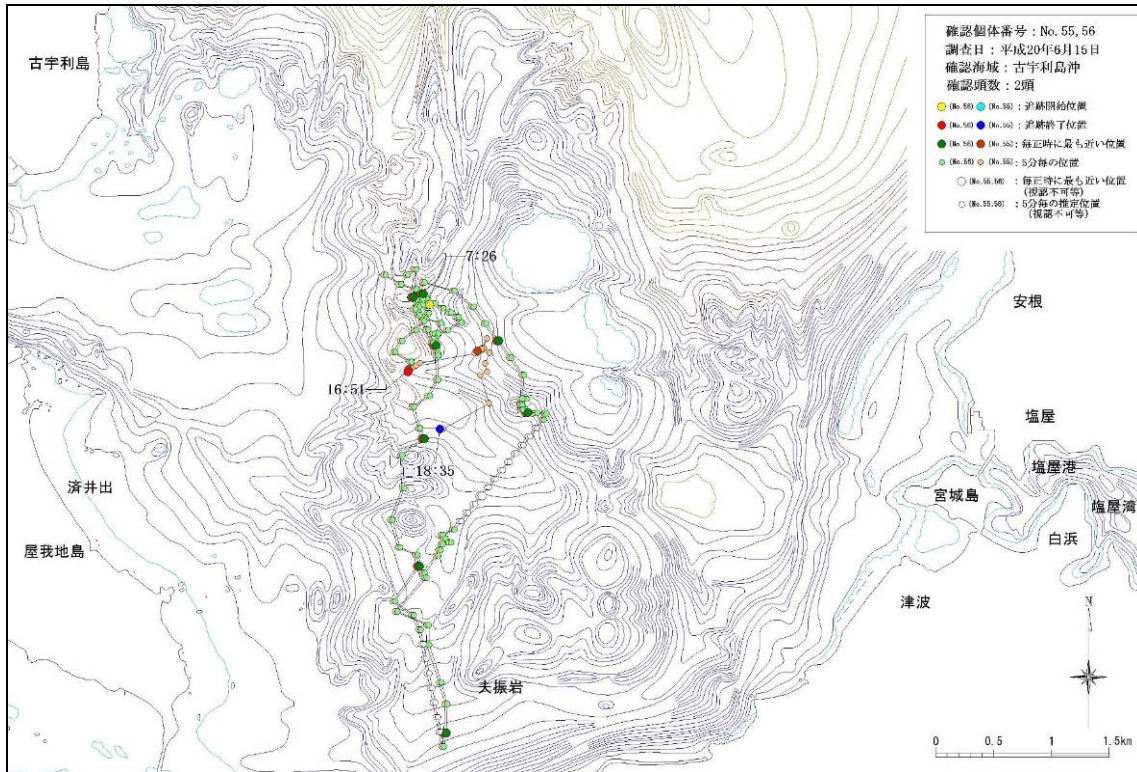 古宇利島
確認個体番号：No.55,56
調査日：平成20年6月15日
確認海域：古宇利島沖
確認頭数：2頭
(No.56) (No.55)：追跡開始位置
(No.56) (No.55)：追跡終了位置
(No.56) (No.55)：毎正時に最も近い位置
(No.56) (No.55)：5分毎の位置
(No.55.56)：毎正時に最も近い位置
(視認不可等)
(No.55.56)：5分毎の推定位置
(視認不可等)
7:26
安根
16:51
塩屋
塩屋港
18:35
済井出
宮城島
塩屋湾
白浜
屋我地島
津波
N
夫振岩
0 0.5 1 1.5km